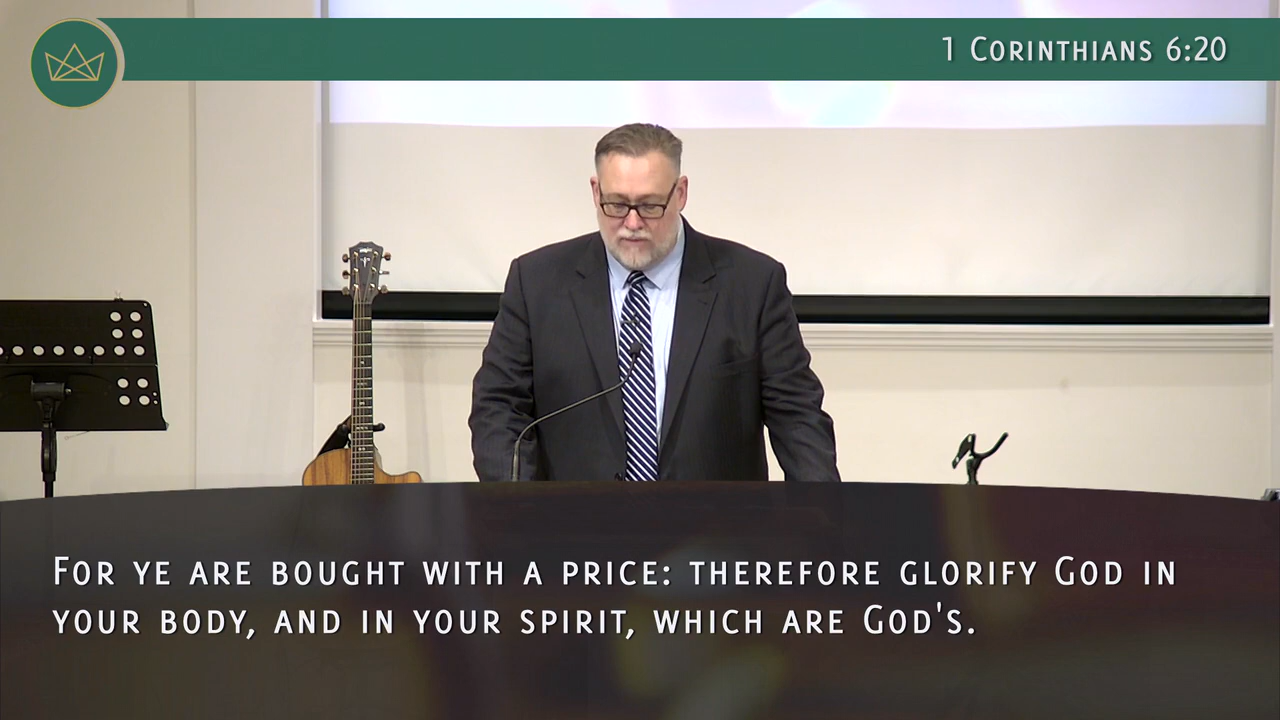 1 Corinthians 6:20
For ye are bought with a price: therefore glorify God in
your body, and in your spirit, which are God's.